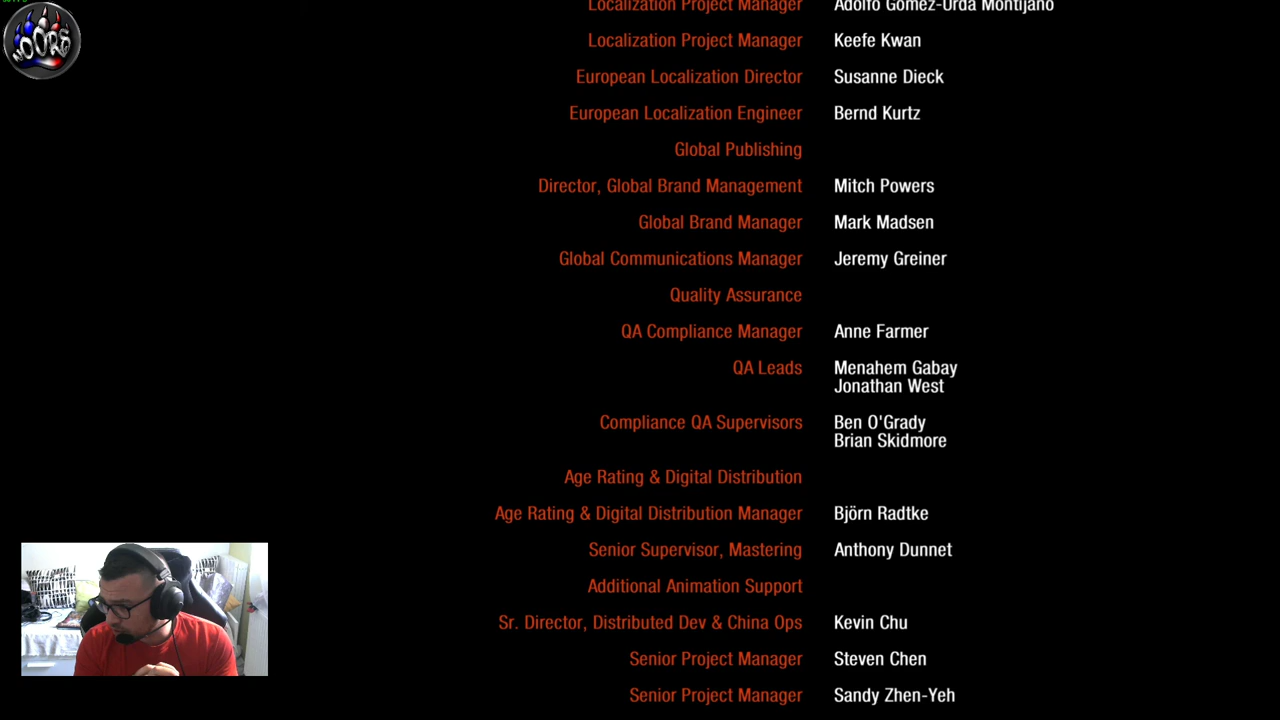 NOORS
Localization Project Manager Adolfo Gomez-Urda Montijano
Localization Project Manager Keefe Kwan
European Localization Director Susanne Dieck
European Localization Engineer Bernd Kurtz
Global Publishing
Director, Global Brand Management Mitch Powers
Global Brand Manager Mark Madsen
Global Communications Manager Jeremy Greiner
Quality Assurance
QA Compliance Manager Anne Farmer
QA Leads Menahem Gabay
Jonathan West
Compliance QA Supervisors Ben O'Grady
Brian Skidmore
Age Rating & Digital Distribution
Age Rating & Digital Distribution Manager Björn Radtke
Senior Supervisor, Mastering Anthony Dunnet
Additional Animation Support
Sr. Director, Distributed Dev & China Ops Kevin Chu
Senior Project Manager Steven Chen
Senior Project Manager Sandy Zhen-Yeh